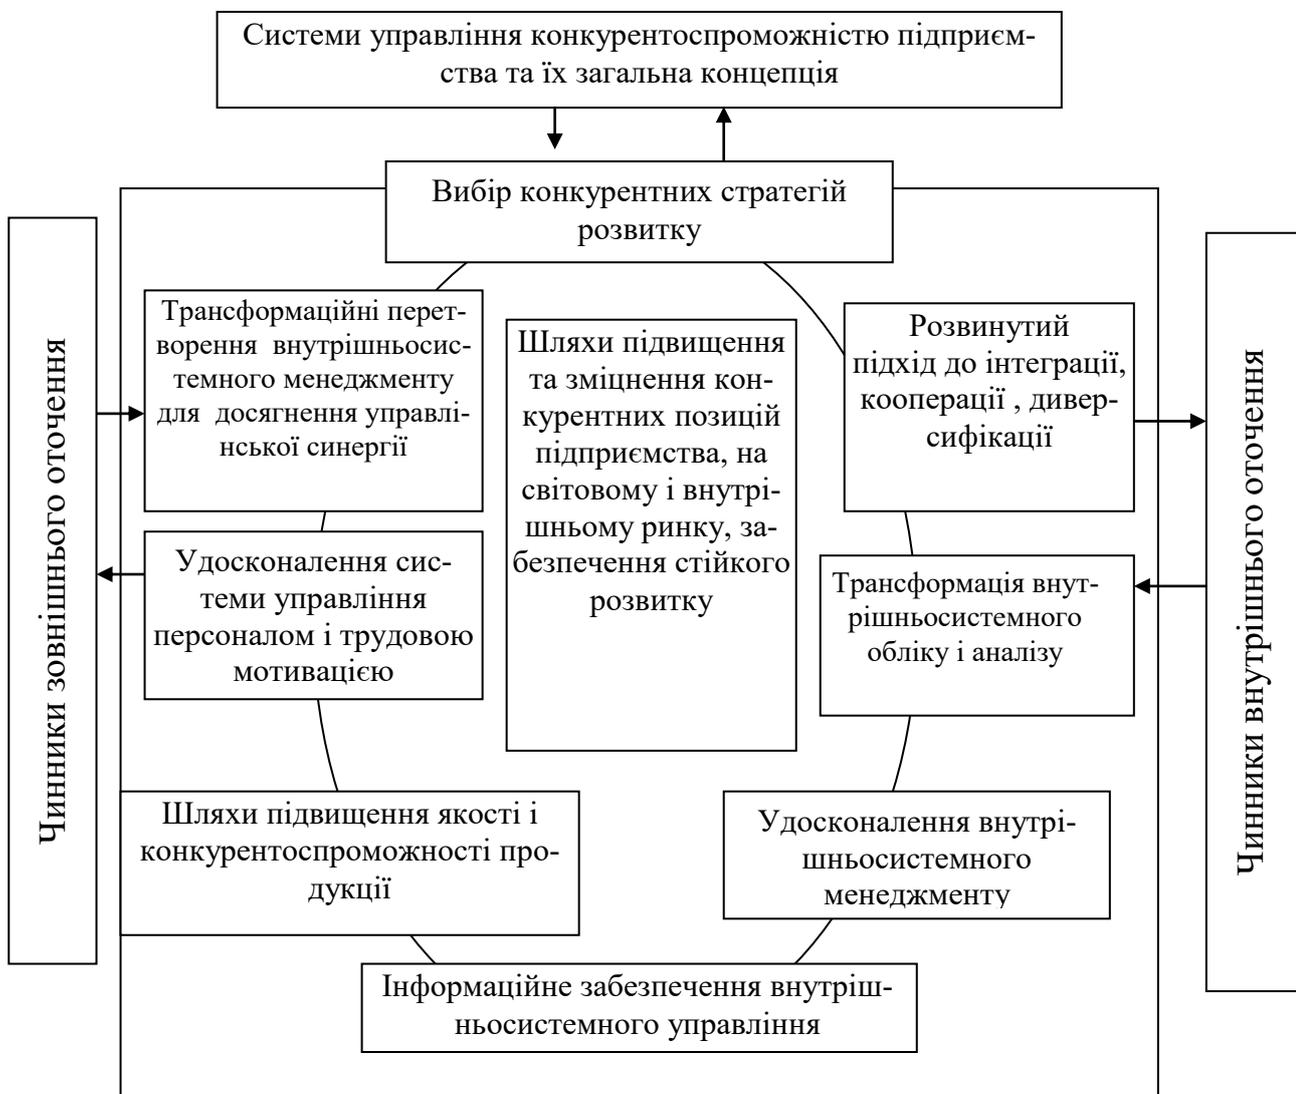 Системи управління конкурентоспроможністю підприєм-
ства та їх загальна концепція
Вибір конкурентних стратегій
розвитку
Чинники зовнішнього оточення
Трансформаційні перет-
ворення внутрішньосис-
темного менеджменту
для досягнення управлі-
нської синергії
Удосконалення сис-
теми управління
персоналом і трудовою
мотивацією
Шляхи підвищення якості і
конкурентоспроможності про-
дукції
Шляхи підвищення
та зміцнення кон-
курентних позицій
підприємства, на
світовому і внутрі-
шньому ринку, за-
безпечення стійкого
розвитку
Розвинутий
підхід до інтеграції,
кооперації , дивер-
сифікації
Трансформація внут-
рішньосистемного
обліку і аналізу
Удосконалення внутрі-
шньосистемного
менеджменту
Інформаційне забезпечення внутріш-
ньосистемного управління
Чинники внутрішнього оточення